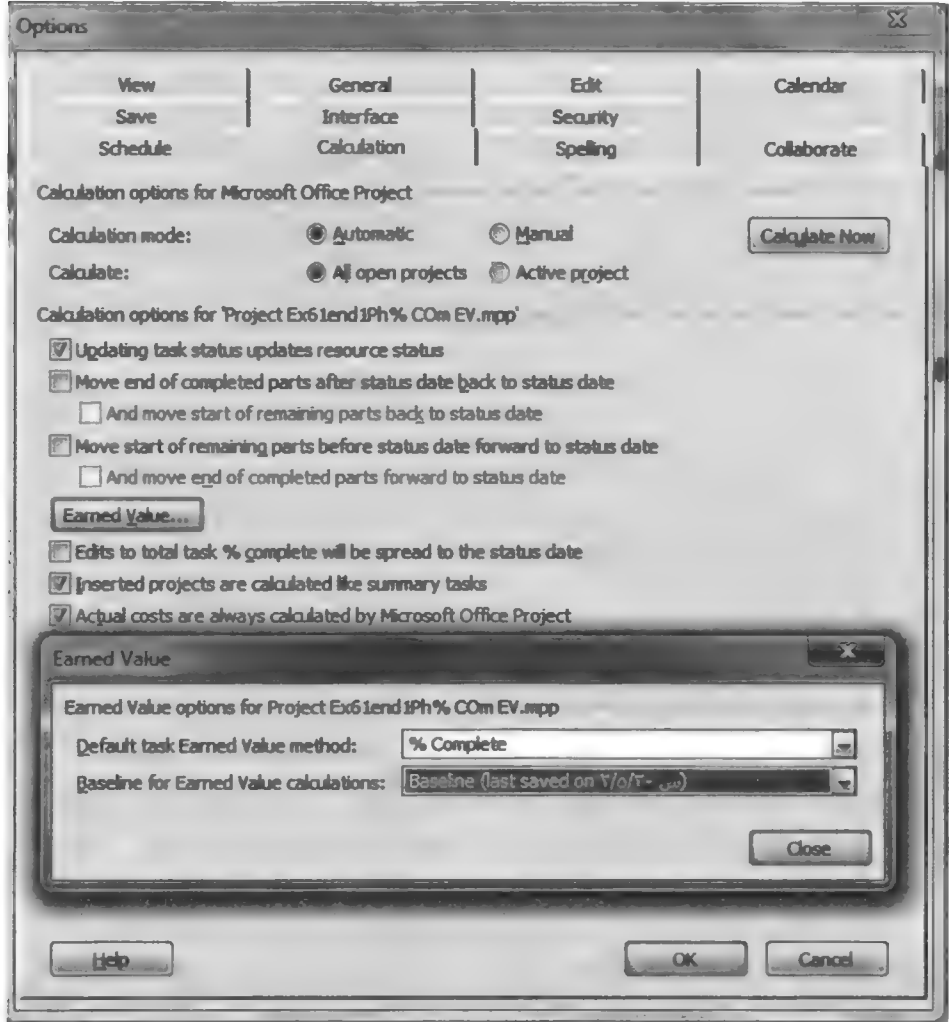 Options
View General Edit Calendar
Save Interface Security
Schedule Calculation Spelling Collaborate
Calculation options for Microsoft Office Project
Calculation mode: Automatic Manual Calculate Now
Calculate: All open projects Active project
Calculation options for 'Project Ex61end1Ph% COm EV.mpp'
Updating task status updates resource status
Move end of completed parts after status date back to status date
And move start of remaining parts back to status date
Move start of remaining parts before status date forward to status date
And move end of completed parts forward to status date
Earned Value...
Edits to total task % complete will be spread to the status date
Inserted projects are calculated like summary tasks
Actual costs are always calculated by Microsoft Office Project
Earned Value
Earned Value options for Project Ex61end1Ph% COm EV.mpp
Default task Earned Value method: % Complete
Baseline for Earned Value calculations: Baseline (last saved on
Close
Help OK Cancel